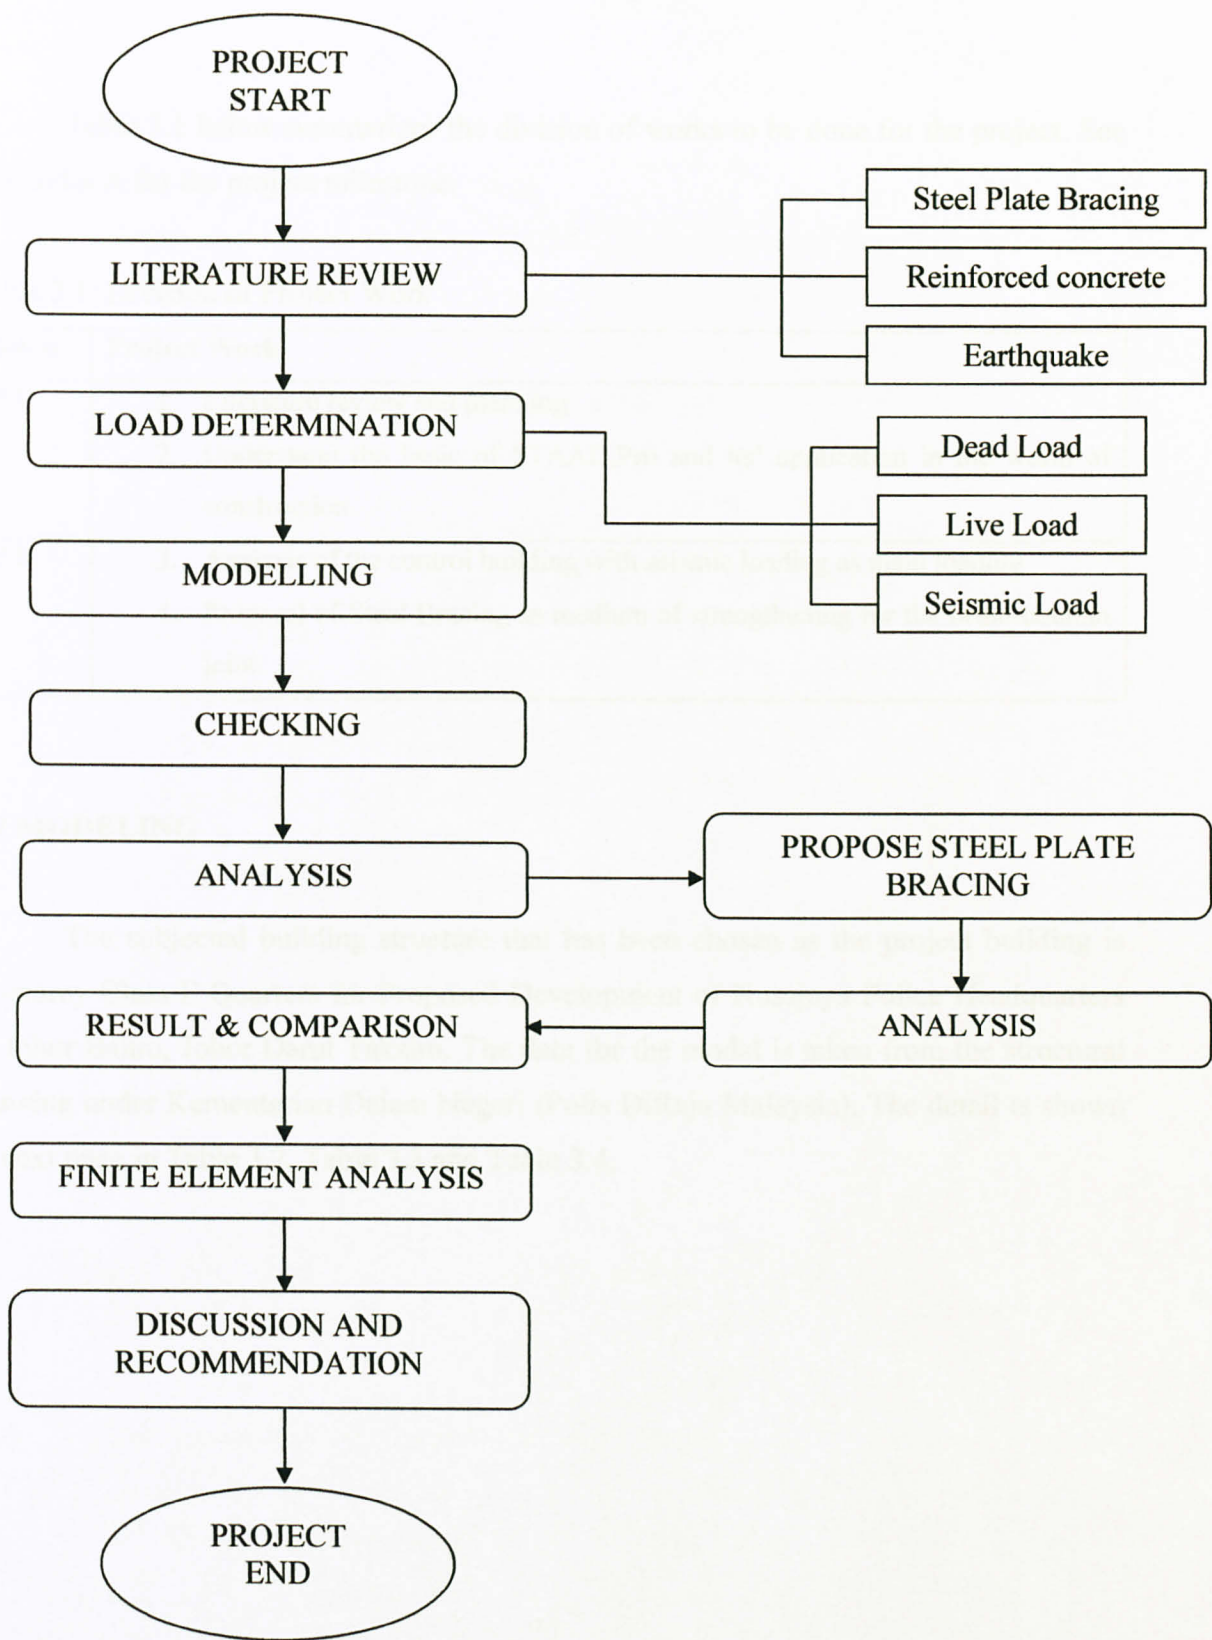 PROJECT
START
LITERATURE REVIEW
Steel Plate Bracing
Reinforced concrete
Earthquake
LOAD DETERMINATION
Dead Load
Live Load
Seismic Load
MODELLING
CHECKING
ANALYSIS
PROPOSE STEEL PLATE
BRACING
RESULT & COMPARISON
ANALYSIS
FINITE ELEMENT ANALYSIS
DISCUSSION AND
RECOMMENDATION
PROJECT
END